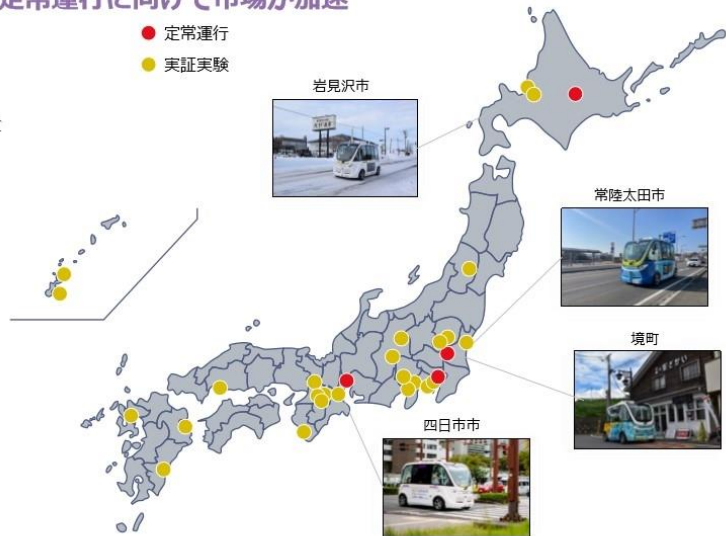 定常運行に向けて市場が加速
定常運行
実証実験
岩見沢市
常陸太田市
境町
四日市市